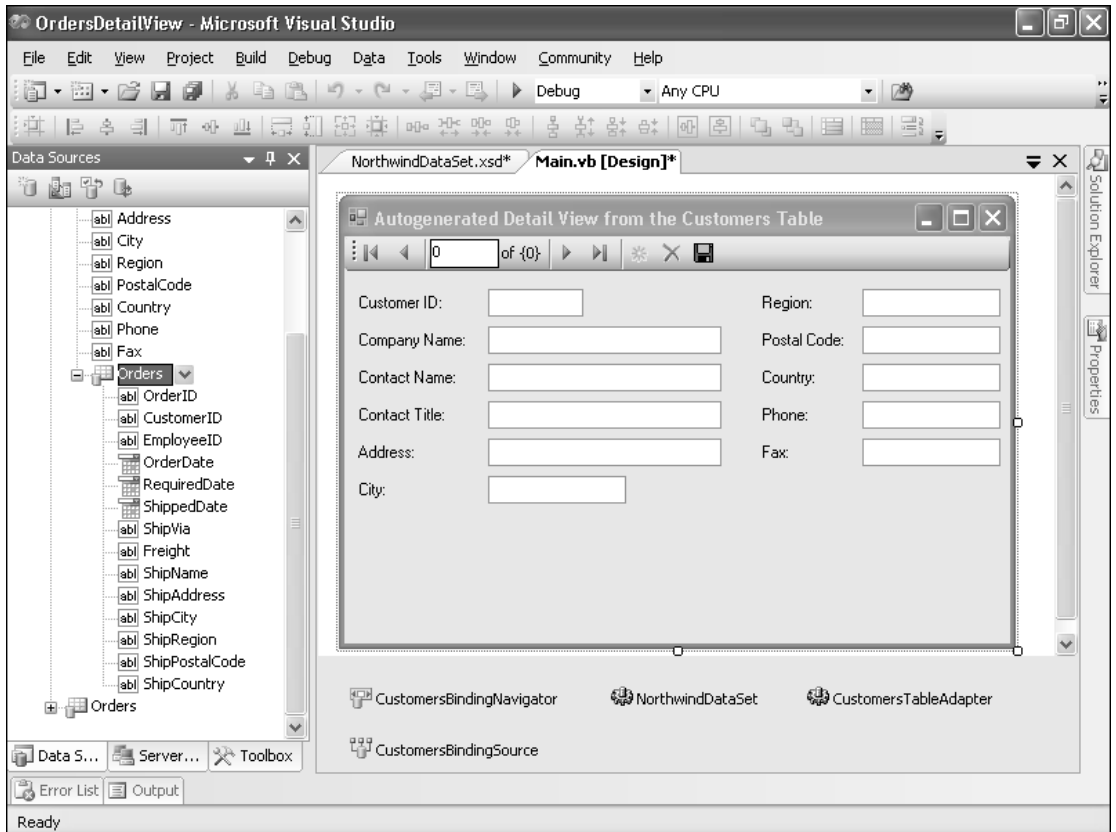 OrdersDetailView - Microsoft Visual Studio
File Edit View Project Build Debug Data Tools Window Community Help
Debug Any CPU
Data Sources
Address
City
Region
PostalCode
Country
Phone
Fax
Orders
OrderID
CustomerID
EmployeeID
OrderDate
RequiredDate
ShippedDate
ShipVia
Freight
ShipName
ShipAddress
ShipCity
ShipRegion
ShipPostalCode
ShipCountry
Orders
Data S... Server... Toolbox
NorthwindDataSet.xsd* Main.vb [Design]*
Autogenerated Detail View from the Customers Table
0 of {0}
Customer ID: Region:
Company Name: Postal Code:
Contact Name: Country:
Contact Title: Phone:
Address: Fax:
City:
CustomersBindingNavigator NorthwindDataSet CustomersTableAdapter
CustomersBindingSource
Solution Explorer
Properties
Error List Output
Ready